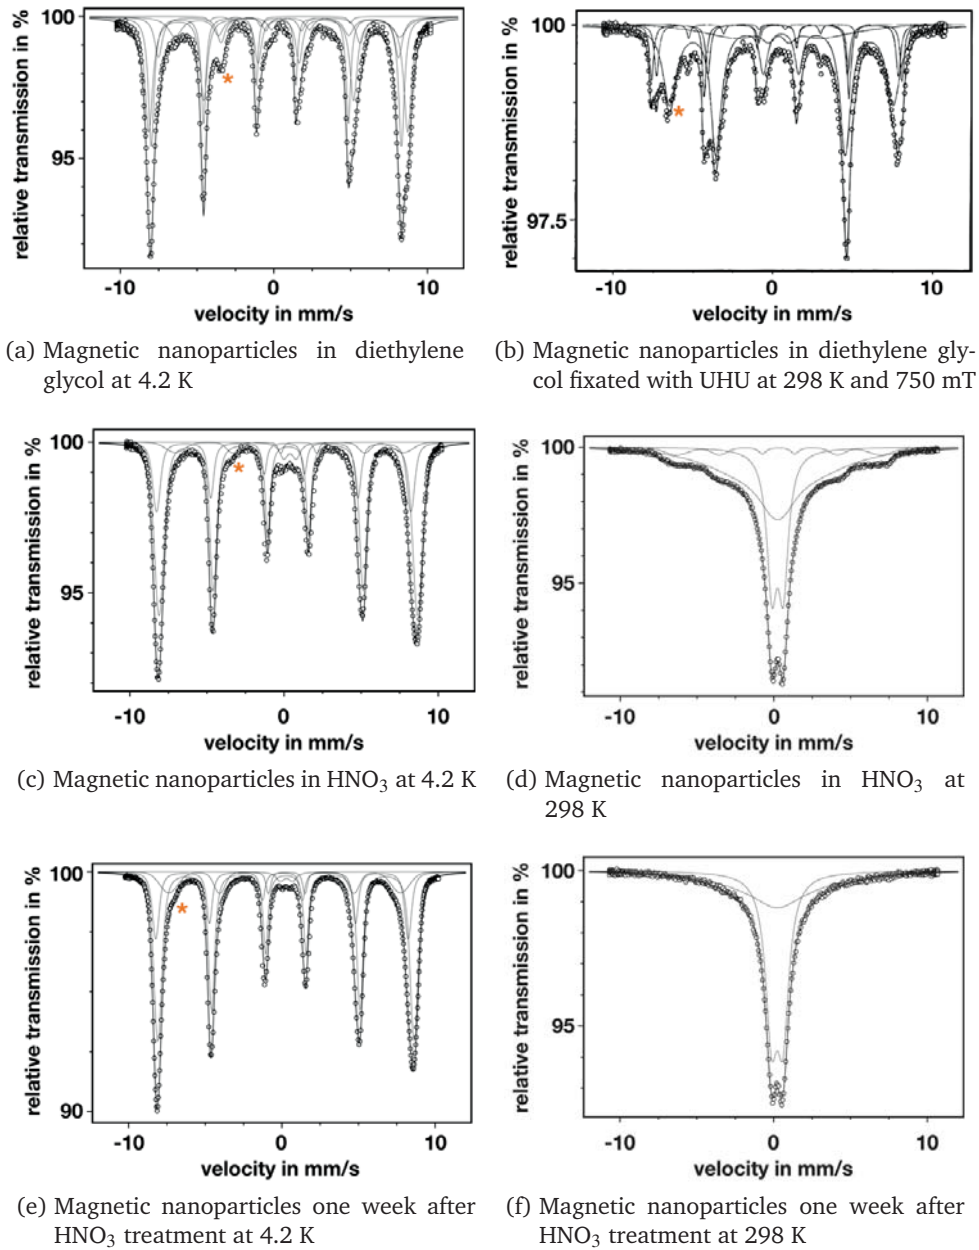 relative transmission in %
100
95
-10 0 10
velocity in mm/s
*
(a) Magnetic nanoparticles in diethylene
glycol at 4.2 K
relative transmission in %
100
97.5
-10 0 10
velocity in mm/s
*
(b) Magnetic nanoparticles in diethylene gly-
col fixated with UHU at 298 K and 750 mT
relative transmission in %
100
95
-10 0 10
velocity in mm/s
*
(c) Magnetic nanoparticles in HNO₃ at 4.2 K
relative transmission in %
100
95
-10 0 10
velocity in mm/s
(d) Magnetic nanoparticles in HNO₃ at
298 K
relative transmission in %
100
90
-10 0 10
velocity in mm/s
*
(e) Magnetic nanoparticles one week after
HNO₃ treatment at 4.2 K
relative transmission in %
100
95
-10 0 10
velocity in mm/s
(f) Magnetic nanoparticles one week after
HNO₃ treatment at 298 K